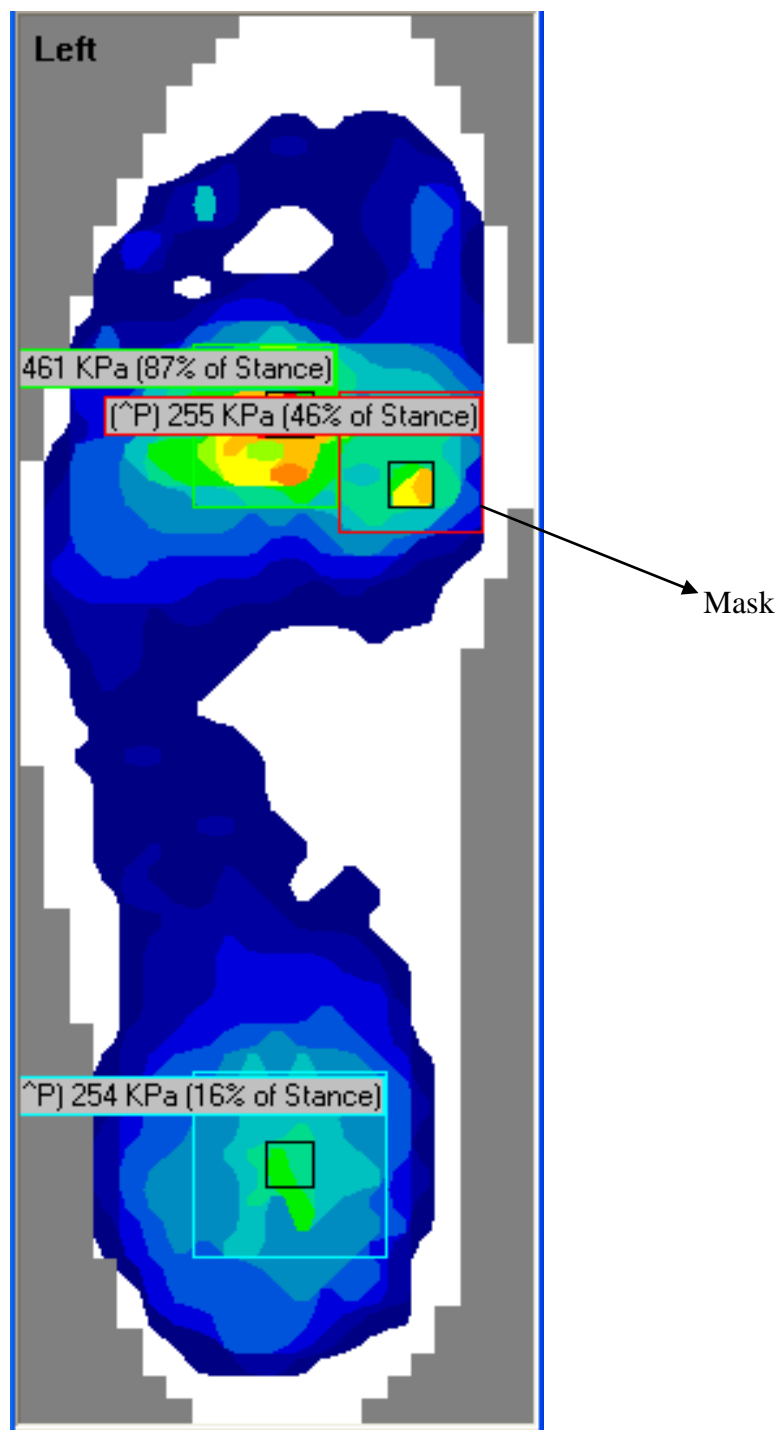 Left
461 KPa (87% of Stance)
(^P) 255 KPa (46% of Stance)
Mask
^P) 254 KPa (16% of Stance)